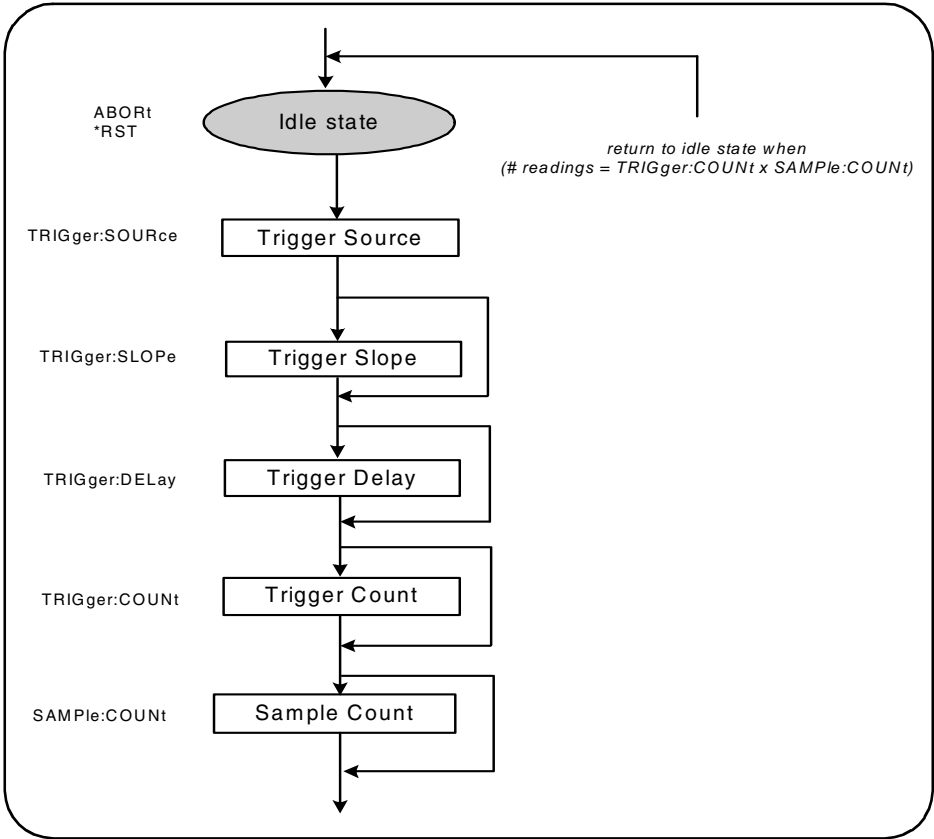 ABORt
*RST
Idle state
return to idle state when
(# readings = TRIGger:COUNt x SAMPle:COUNt)
TRIGger:SOURce
Trigger Source
TRIGger:SLOPe
Trigger Slope
TRIGger:DELay
Trigger Delay
TRIGger:COUNt
Trigger Count
SAMPle:COUNt
Sample Count